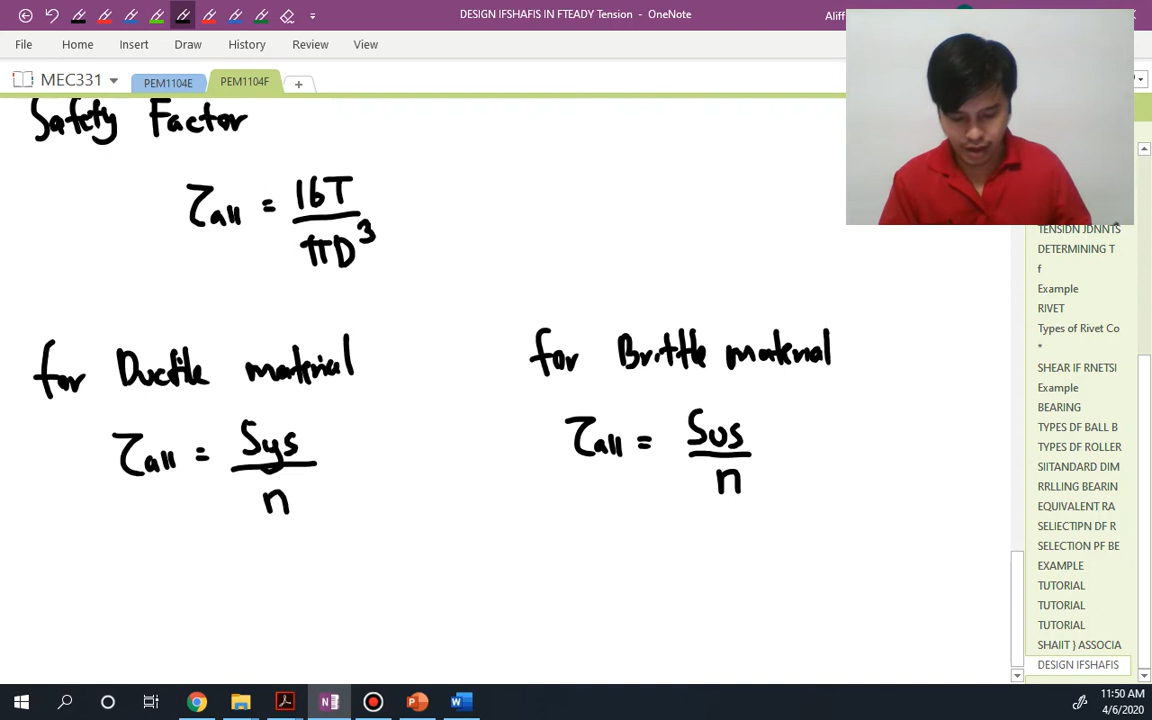 DESIGN IFSHAFIS IN FTEADY Tension - OneNote
Aliff
File Home Insert Draw History Review View
MEC331 PEM1104E PEM1104F
Safety Factor
τall = 16T / πD³
for Ductile material
for Brittle material
τall = Sys / n
τall = Sus / n
TENSIDN JDNNTS
DETERMINING T
f
Example
RIVET
Types of Rivet Co
*
SHEAR IF RNETSI
Example
BEARING
TYPES DF BALL B
TYPES DF ROLLER
SIITANDARD DIM
RRLLING BEARIN
EQUIVALENT RA
SELIECTIPN DF R
SELECTION PF BE
EXAMPLE
TUTORIAL
TUTORIAL
TUTORIAL
SHAIIT } ASSOCIA
DESIGN IFSHAFIS
11:50 AM
4/6/2020